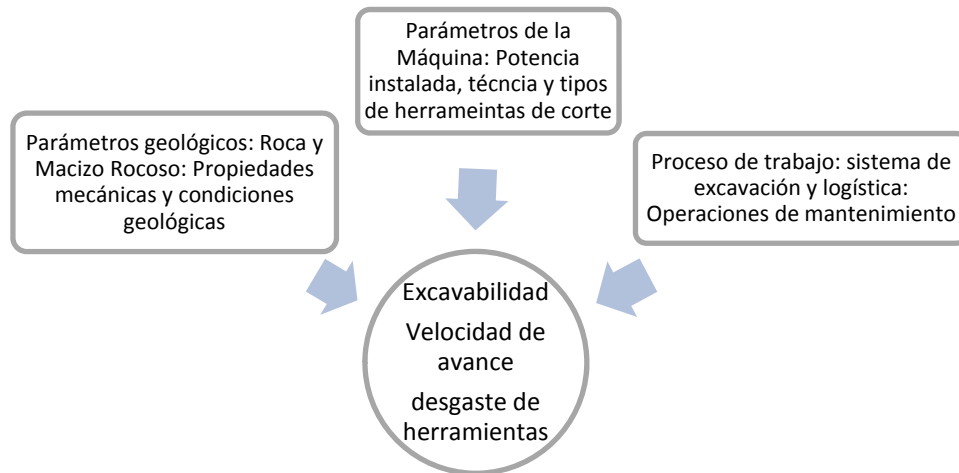 Parámetros de la
Máquina: Potencia
instalada, técncia y tipos
de herrameintas de corte
Parámetros geológicos: Roca y
Macizo Rocoso: Propiedades
mecánicas y condiciones
geológicas
Proceso de trabajo: sistema de
excavación y logística:
Operaciones de mantenimiento
Excavabilidad
Velocidad de
avance
desgaste de
herramientas